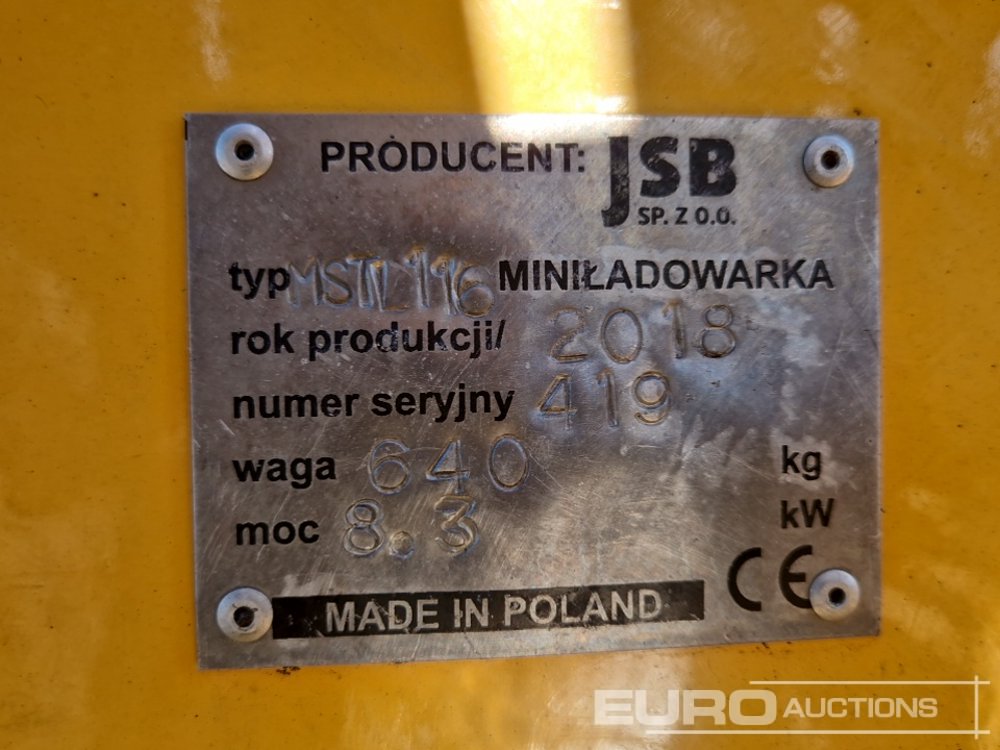 PRODUCENT: JSB
SP. Z O.O.
typ MSTD116 MINIŁADOWARKA
rok produkcji/ 2018
numer seryjny 419
waga 640 kg
moc 8.3 kW
CE
MADE IN POLAND
EURO AUCTIONS